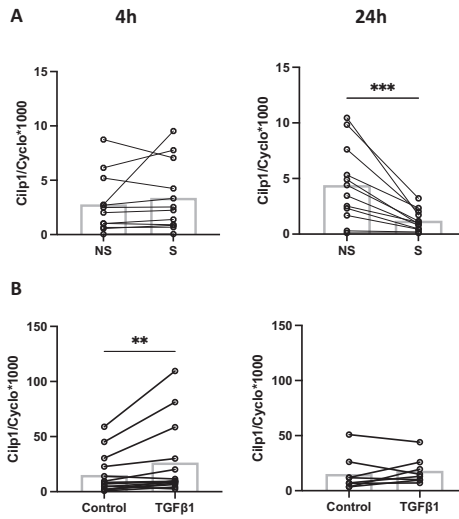 A
4h
24h
Cilp1/Cyclo*1000
15
10
5
0
NS
S
Cilp1/Cyclo*1000
15
10
5
0
***
NS
S
B
Cilp1/Cyclo*1000
150
100
50
0
**
Control
TGFβ1
Cilp1/Cyclo*1000
150
100
50
0
Control
TGFβ1